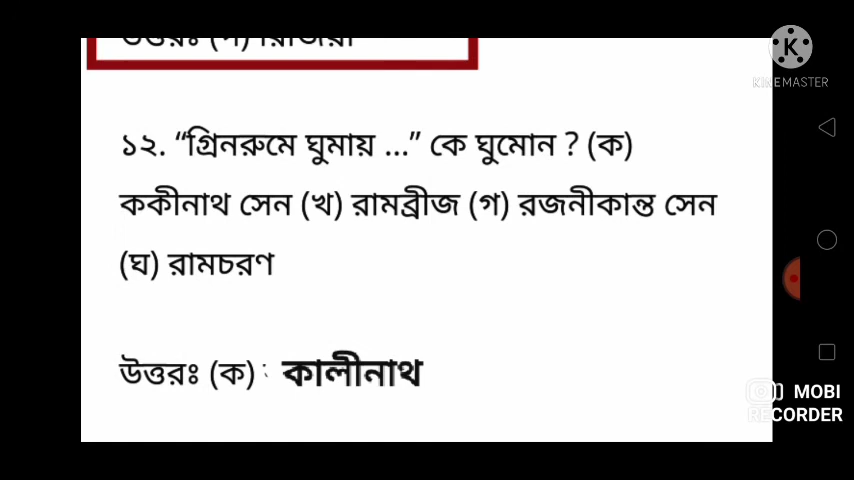 ১২. “গ্রিনরুমে ঘুমায় ...” কে ঘুমোন ? (ক)
ককীনাথ সেন (খ) রামব্রীজ (গ) রজনীকান্ত সেন
(ঘ) রামচরণ
উত্তরঃ (ক) কালীনাথ
KINEMASTER
MOBI
RECORDER